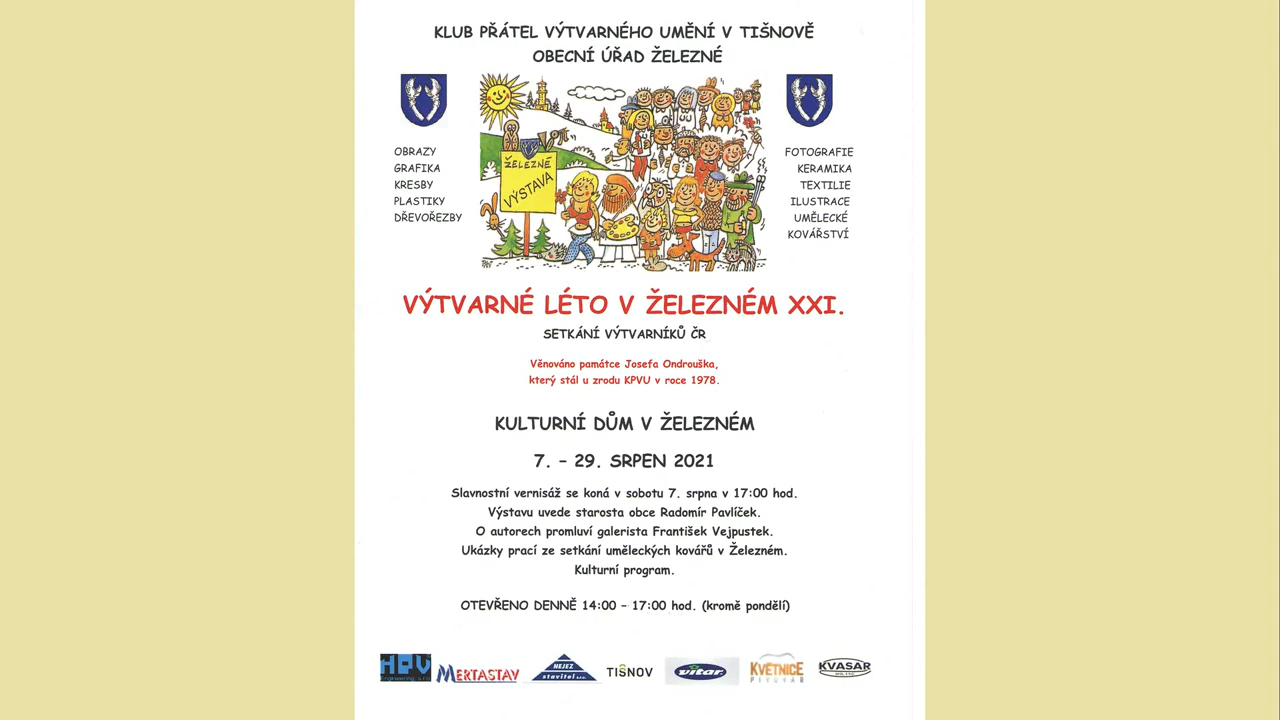 KLUB PŘÁTEL VÝTVARNÉHO UMĚNÍ V TIŠNOVĚ
OBECNÍ ÚŘAD ŽELEZNÉ
OBRAZY
GRAFIKA
KRESBY
PLASTIKY
DŘEVOŘEZBY
ŽELEZNÉ
VÝSTAVA
FOTOGRAFIE
KERAMIKA
TEXTILIE
ILUSTRACE
UMĚLECKÉ
KOVÁŘSTVÍ
VÝTVARNÉ LÉTO V ŽELEZNÉM XXI.
SETKÁNÍ VÝTVARNÍKŮ ČR
Věnováno památce Josefa Ondrouška,
který stál u zrodu KPVU v roce 1978.
KULTURNÍ DŮM V ŽELEZNÉM
7. – 29. SRPEN 2021
Slavnostní vernisáž se koná v sobotu 7. srpna v 17:00 hod.
Výstavu uvede starosta obce Radomír Pavlíček.
O autorech promluví galerista František Vejpustek.
Ukázky prací ze setkání uměleckých kovářů v Železném.
Kulturní program.
OTEVŘENO DENNĚ 14:00 – 17:00 hod. (kromě pondělí)
HPV
Engineering, s.r.o.
MERTASTAV
NEJEZ
stavitel s.r.o.
TIŠNOV
vitar
KVĚTNICE
PIVOVAR
KVASAR